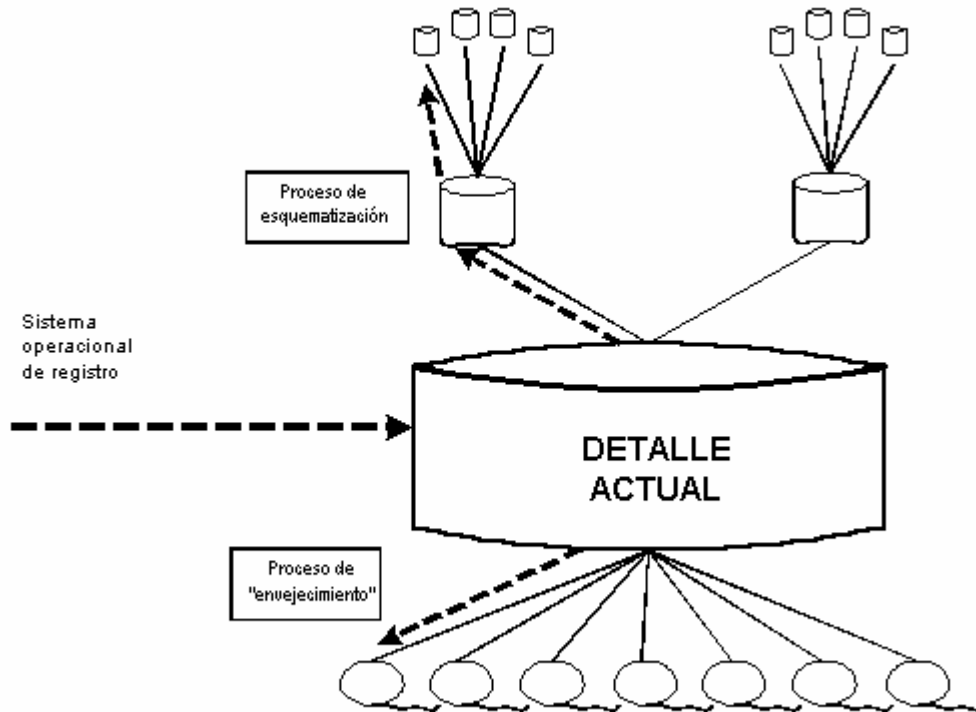 Proceso de
esquematización
Sistema
operacional
de registro
DETALLE
ACTUAL
Proceso de
"envejecimiento"